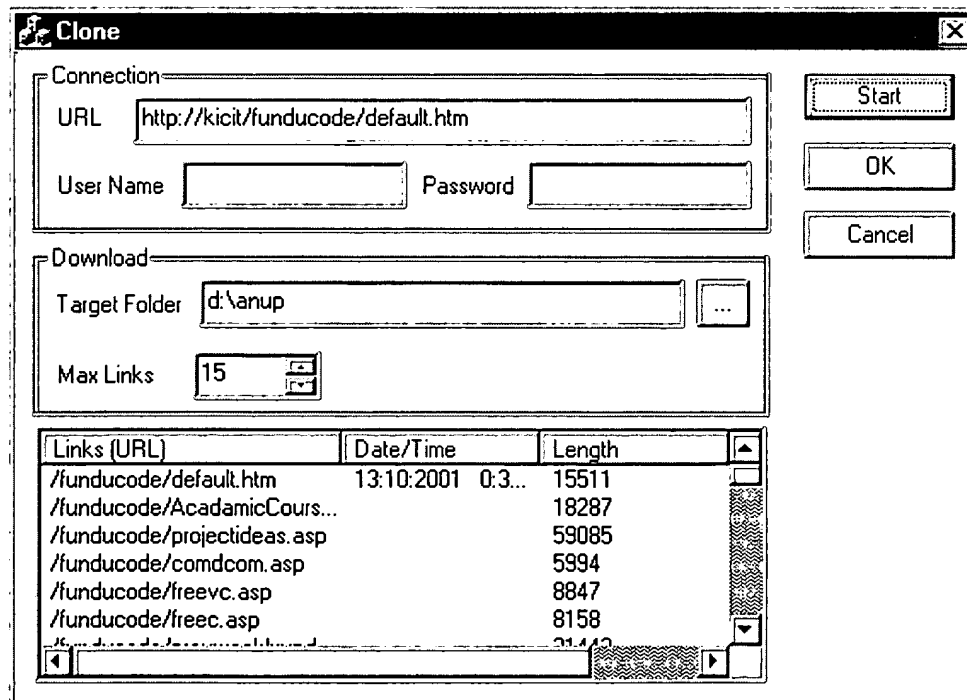 Clone
Connection
Start
URL http://kicit/funducode/default.htm
OK
User Name Password
Cancel
Download
Target Folder d:\anup ...
Max Links 15
Links (URL) Date/Time Length
/funducode/default.htm 13:10:2001 0:3... 15511
/funducode/AcadamicCours... 18287
/funducode/projectideas.asp 59085
/funducode/comdcom.asp 5994
/funducode/freevc.asp 8847
/funducode/freec.asp 8158